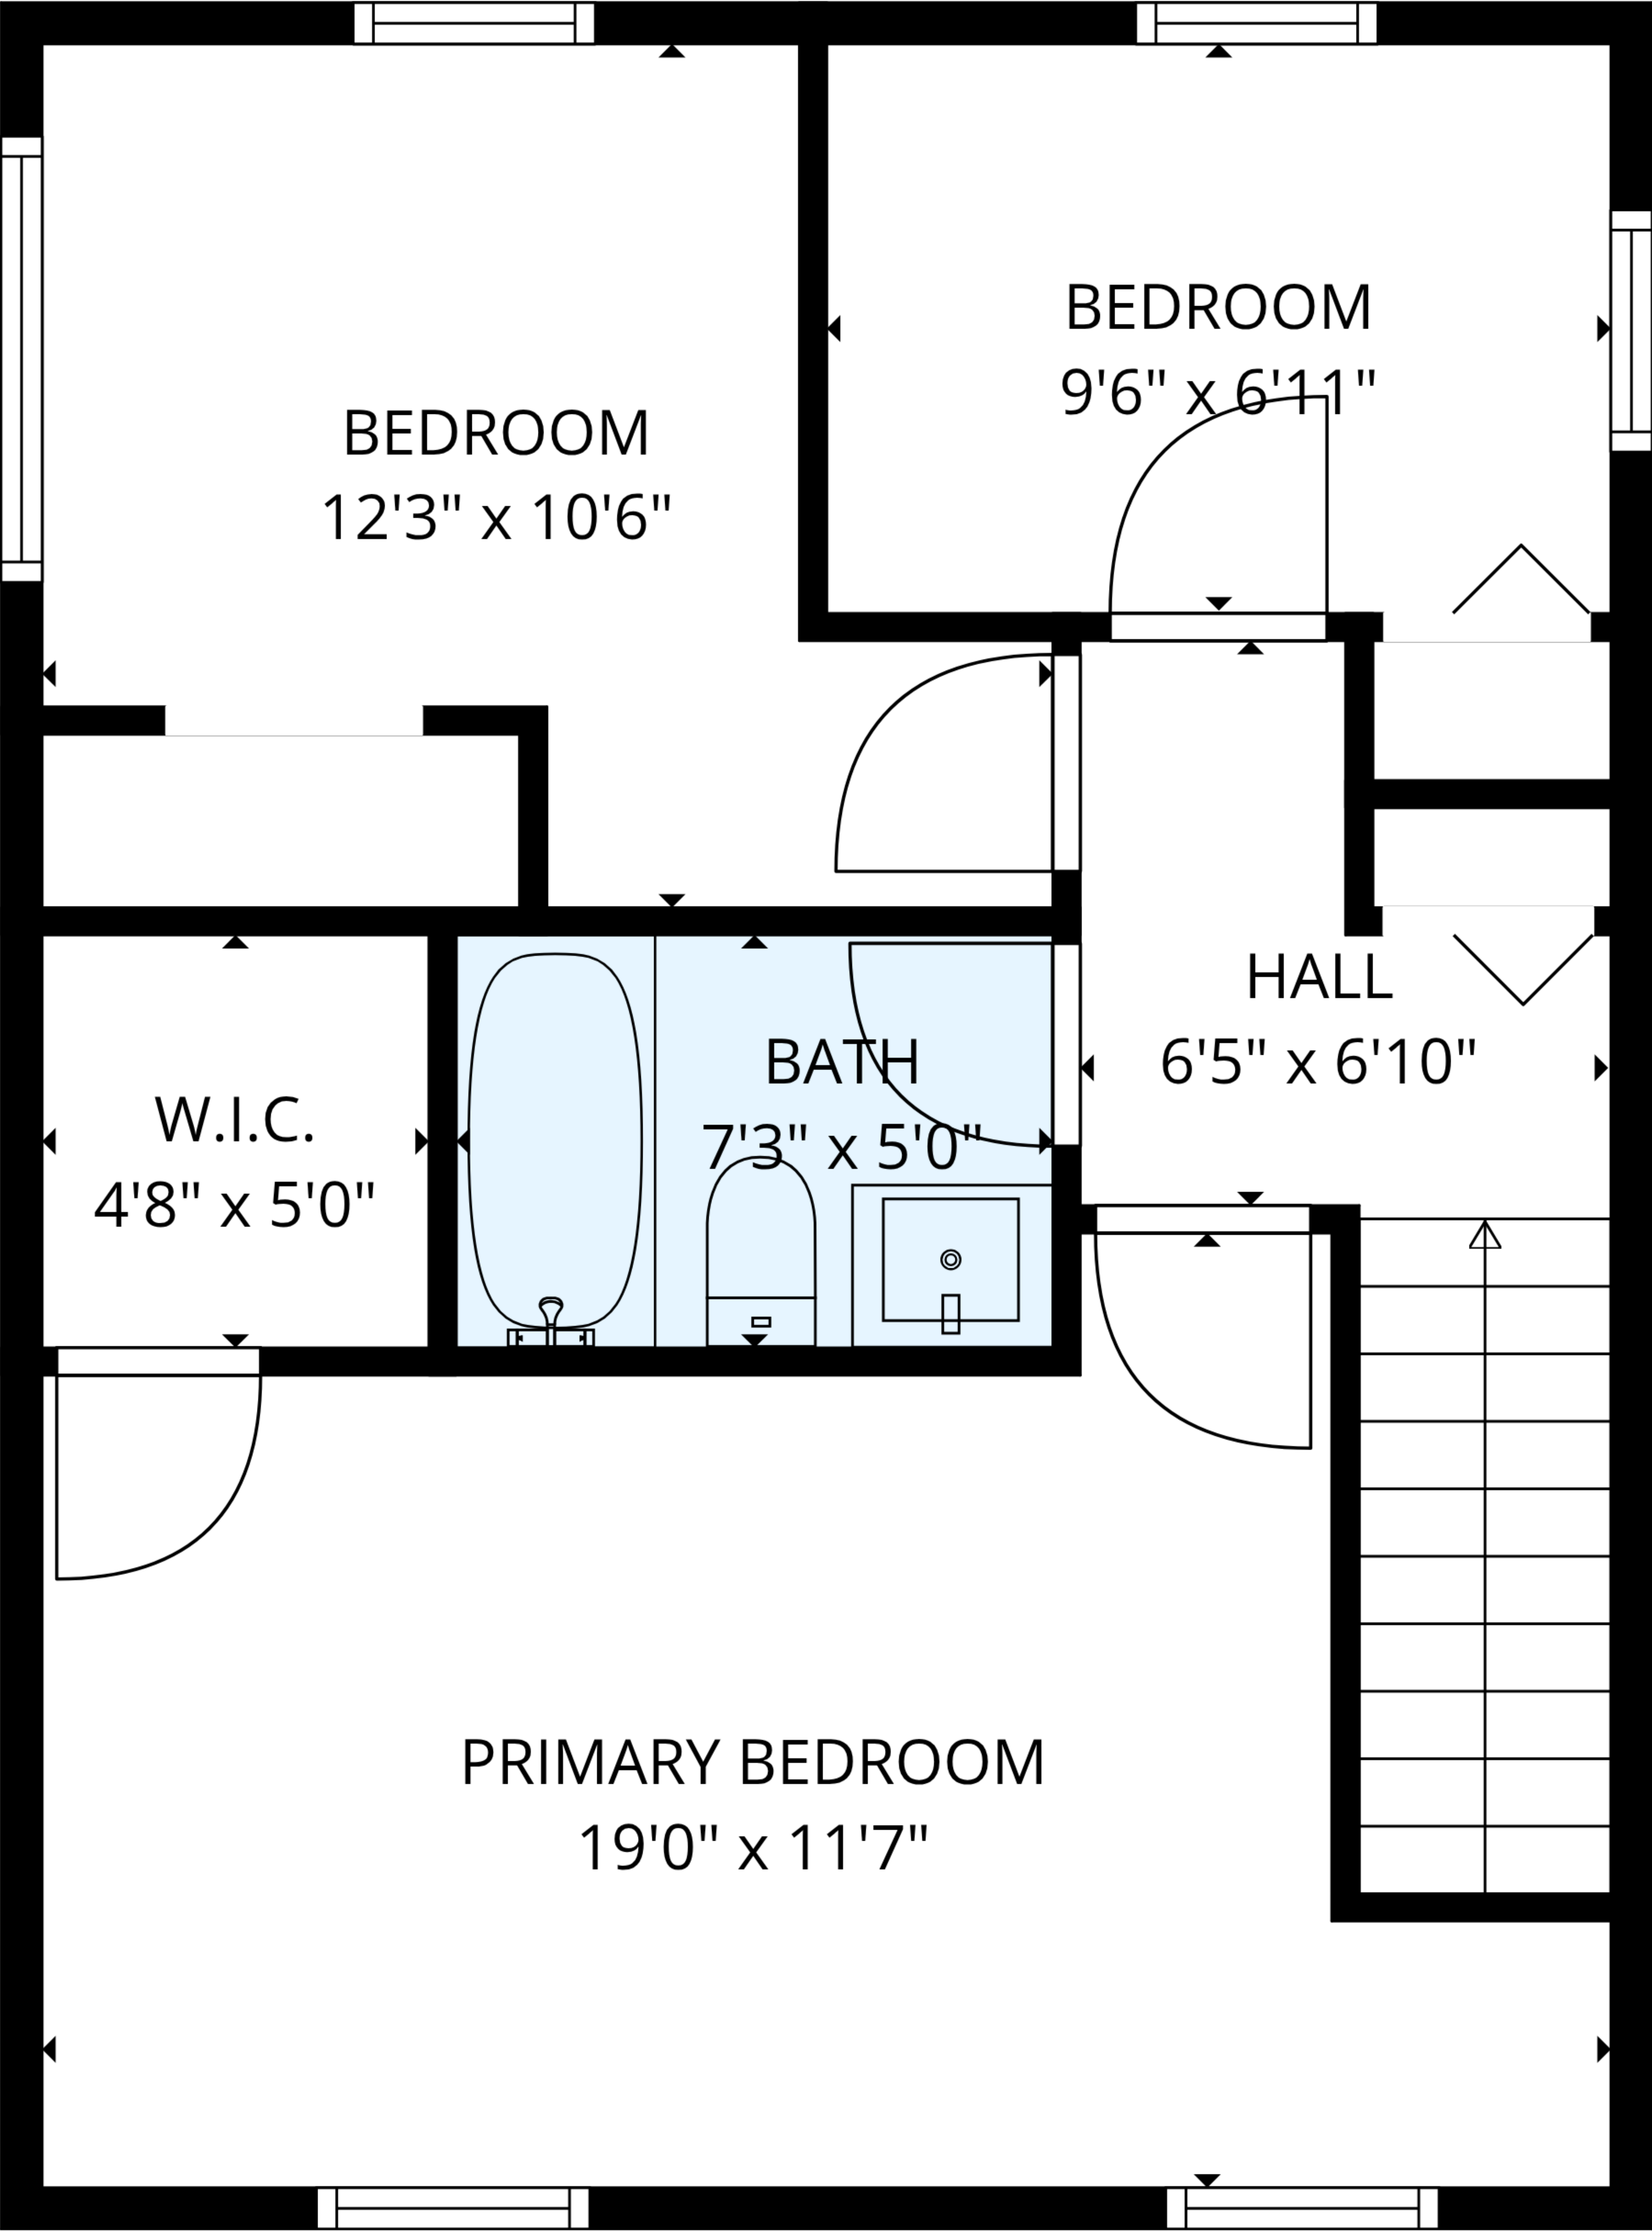 BEDROOM
9'6" x 6'11"
BEDROOM
12'3" x 10'6"
HALL
6'5" x 6'10"
BATH
7'3" x 5'0"
W.I.C.
4'8" x 5'0"
PRIMARY BEDROOM
19'0" x 11'7"